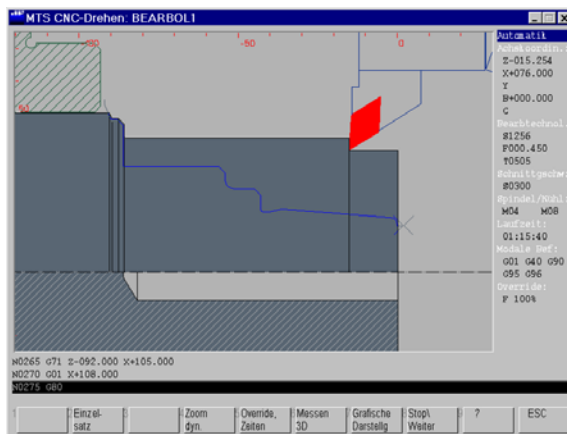 MTS CNC-Drehen: BEARBOL1
-50
0
Automatik
Z-015.254
X+076.000
Y
B+000.000
C
Bearbtechnol.
S1256
F000.450
T0505
Schnittgeschw
S0300
Spindel/Kühl:
M04 M08
Laufzeit:
01:15:40
Modale Bef:
G01 G40 G90
G95 G96
Override:
F 100%
N0265 G71 Z-092.000 X+105.000
N0270 G01 X+108.000
N0275 G80
Einzel-
satz
Zoom
dyn.
Override,
Zeiten
Messen
3D
Grafische
Darstellg
Stop\
Weiter
?
ESC